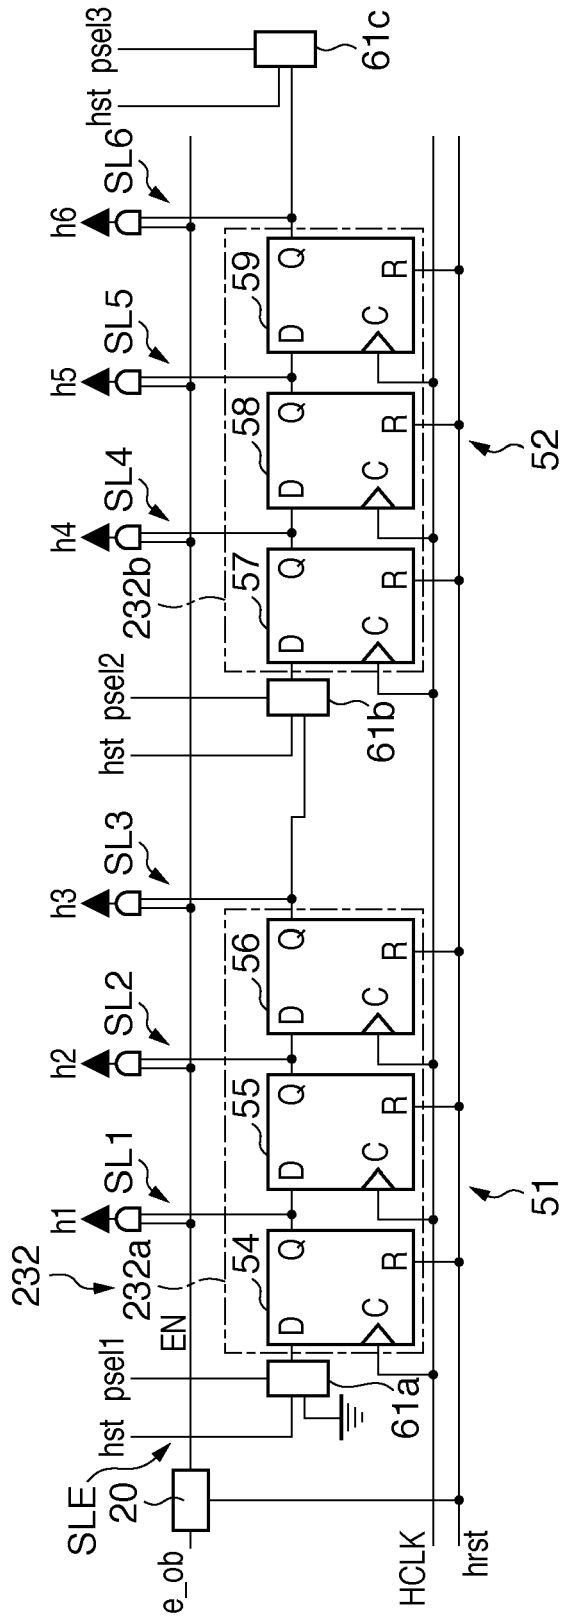 232
h1
h2
h3
h4
h5
h6
SLE
20
hst
psel1
SL1
SL2
SL3
hst
psel2
SL4
SL5
SL6
hst
psel3
e_ob
EN
232a
232b
54
55
56
57
58
59
D
Q
D
Q
D
Q
D
Q
D
Q
D
Q
C
R
C
R
C
R
C
R
C
R
C
R
61a
61b
61c
HCLK
hrst
51
52